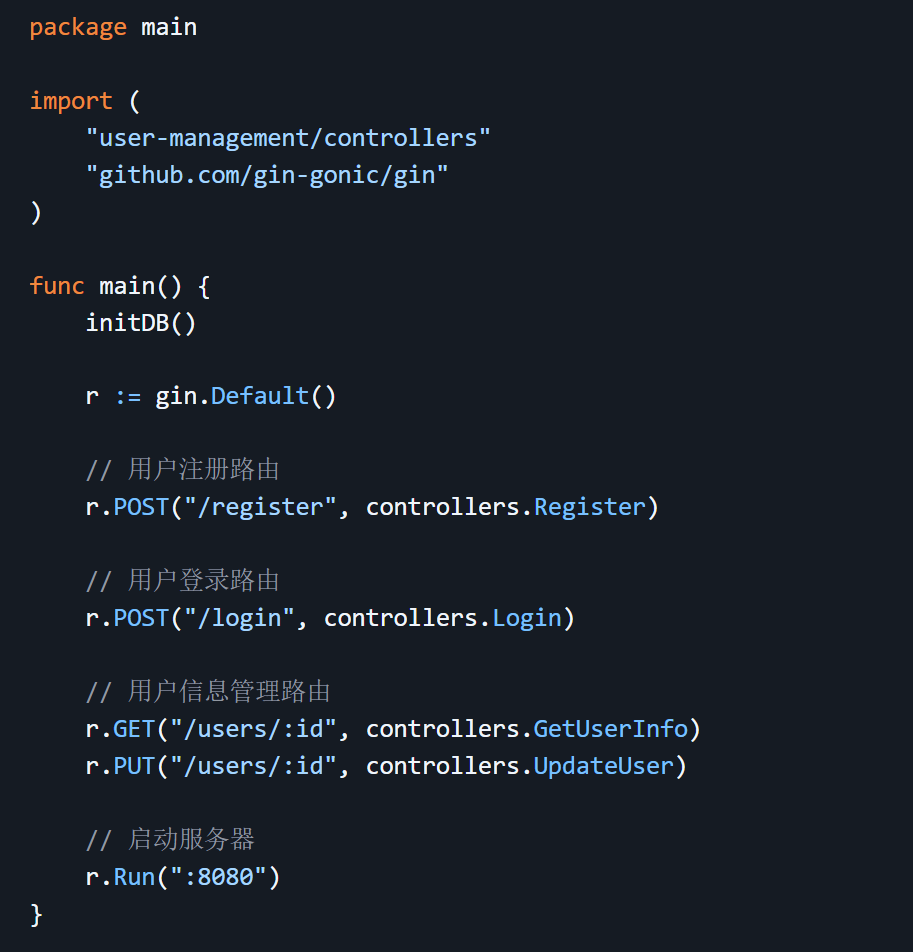 package main
import (
"user-management/controllers"
"github.com/gin-gonic/gin"
)
func main() {
initDB()
r := gin.Default()
// 用户注册路由
r.POST("/register", controllers.Register)
// 用户登录路由
r.POST("/login", controllers.Login)
// 用户信息管理路由
r.GET("/users/:id", controllers.GetUserInfo)
r.PUT("/users/:id", controllers.UpdateUser)
// 启动服务器
r.Run(":8080")
}